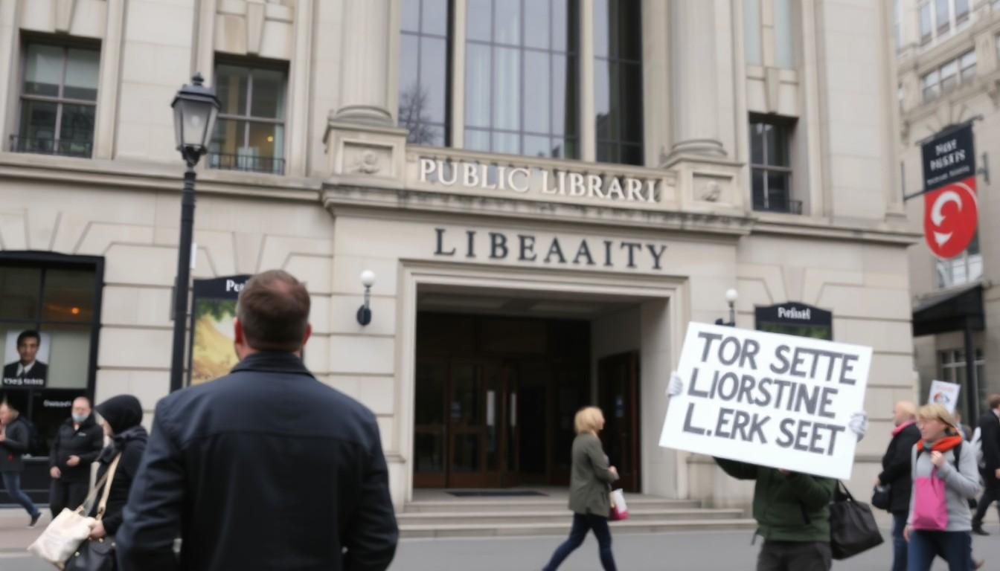 PUBLIC LIBRARI
LIBEAAITY
TOR SETTE
LIORSTINE
L.ERK SEET